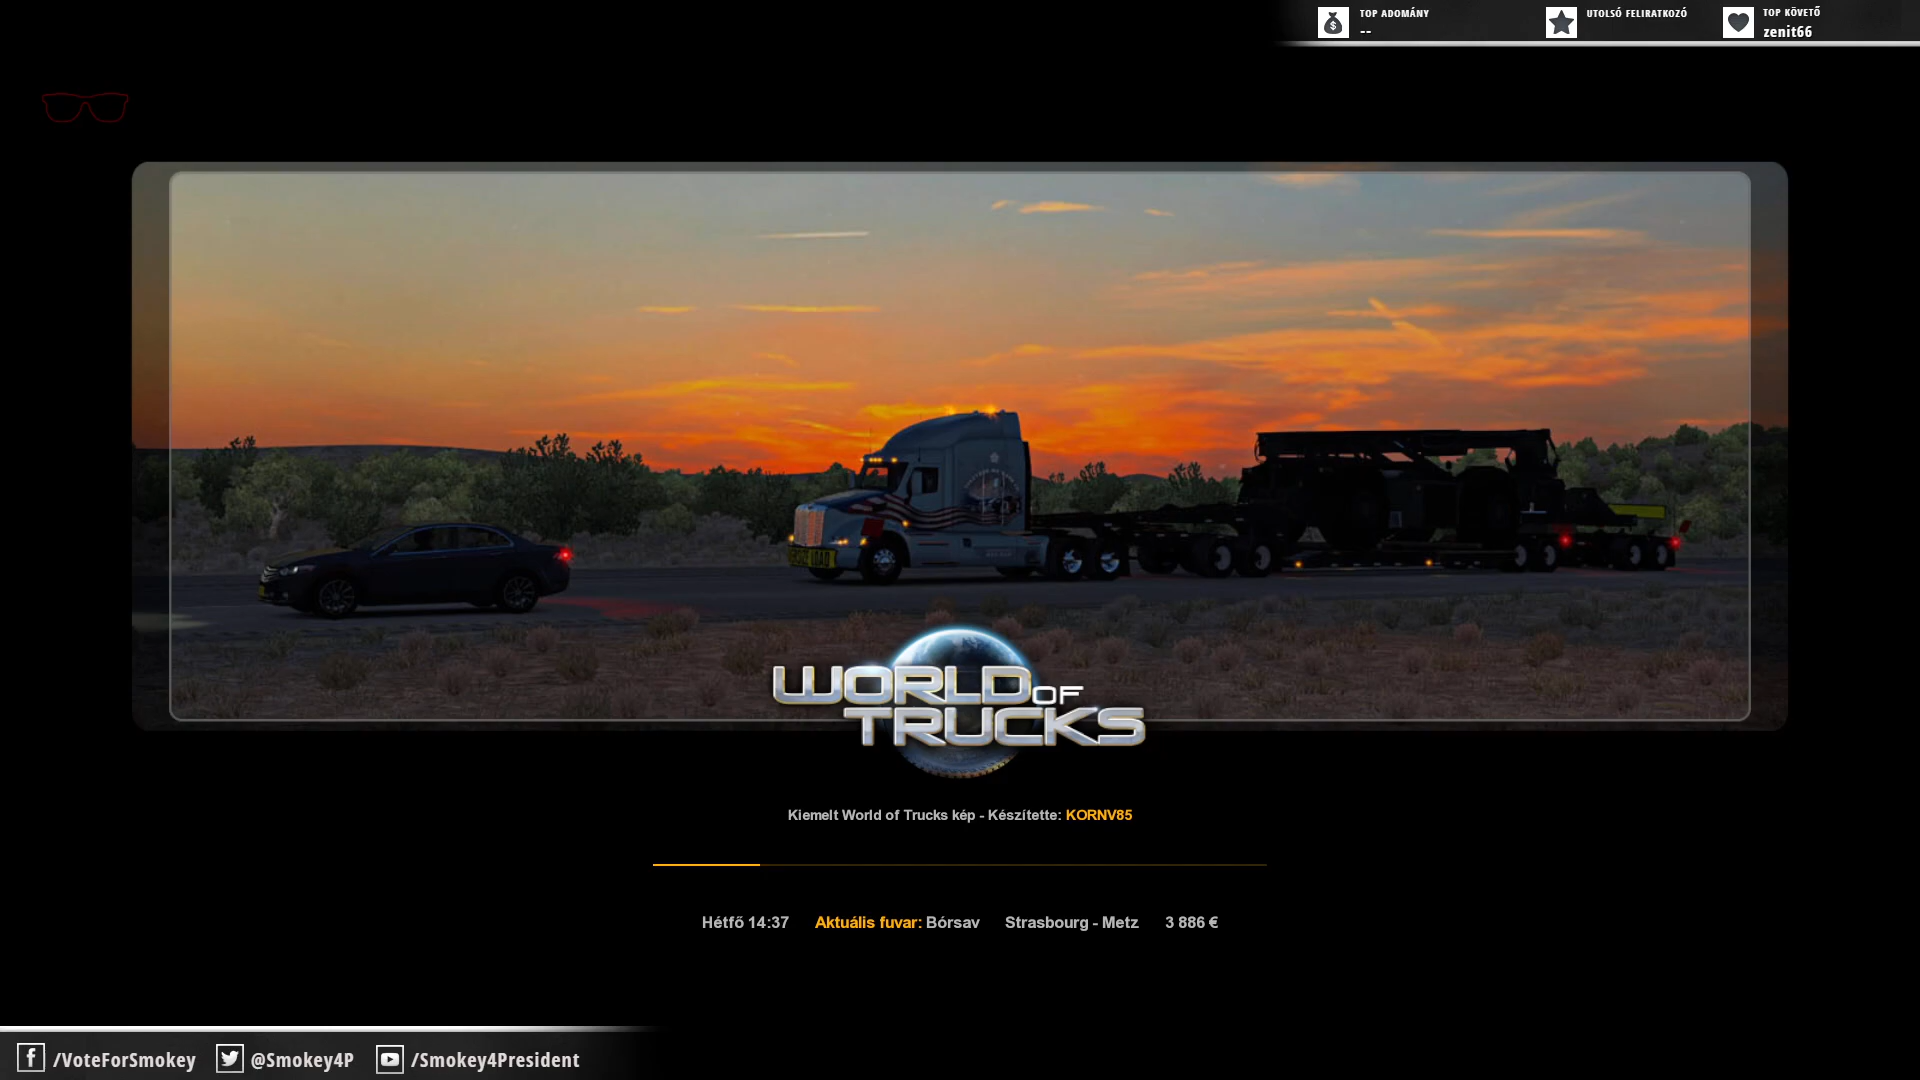 TOP ADOMÁNY
--
UTOLSÓ FELIRATKOZÓ
TOP KÖVETŐ
zenit66
WORLD OF
TRUCKS
Kiemelt World of Trucks kép - Készítette: KORNV85
Hétfő 14:37 Aktuális fuvar: Bórsav Strasbourg - Metz 3 886 €
/VoteForSmokey @Smokey4P /Smokey4President